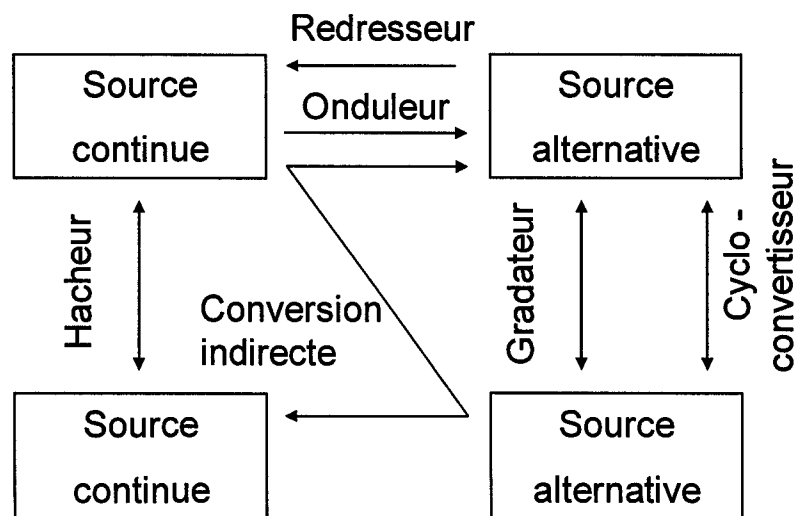 Redresseur
Source
continue
Onduleur
Source
alternative
Hacheur
Conversion
indirecte
Gradateur
Cyclo -
convertisseur
Source
continue
Source
alternative